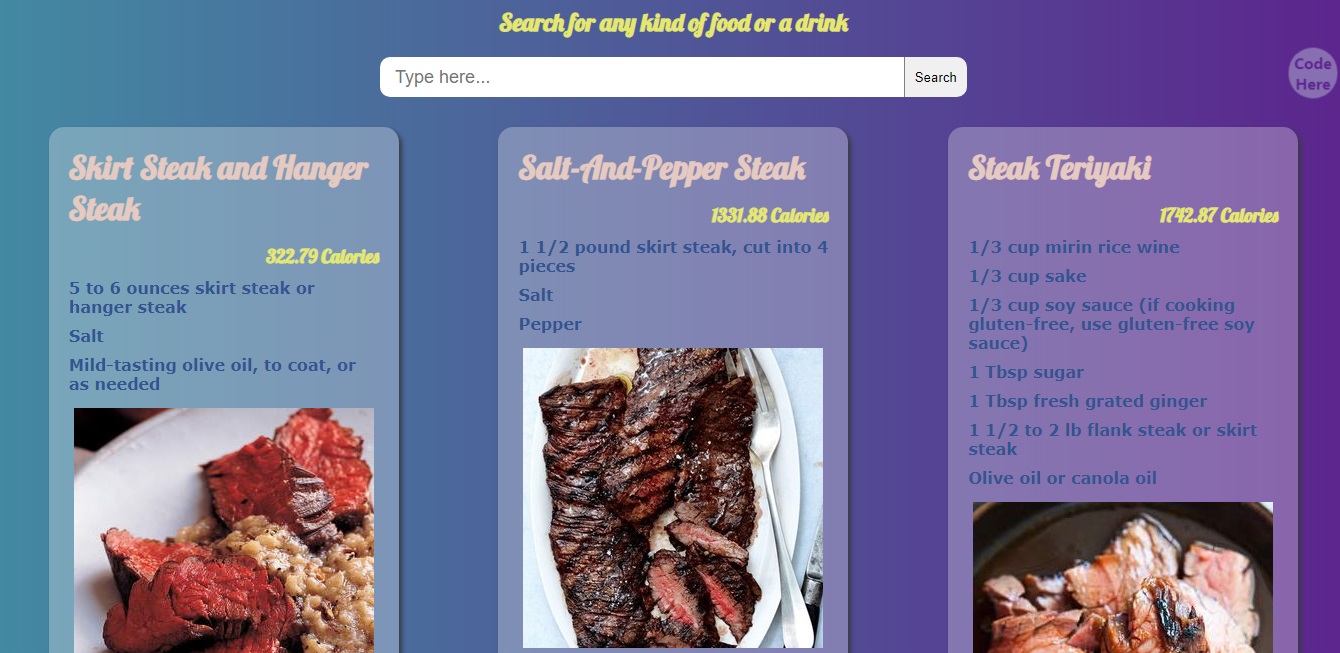 Search for any kind of food or a drink
Type here...
Search
Code
Here
Skirt Steak and Hanger
Steak
322.79 Calories
5 to 6 ounces skirt steak or
hanger steak
Salt
Mild-tasting olive oil, to coat, or
as needed
Salt-And-Pepper Steak
1331.88 Calories
1 1/2 pound skirt steak, cut into 4
pieces
Salt
Pepper
Steak Teriyaki
1742.87 Calories
1/3 cup mirin rice wine
1/3 cup sake
1/3 cup soy sauce (if cooking
gluten-free, use gluten-free soy
sauce)
1 Tbsp sugar
1 Tbsp fresh grated ginger
1 1/2 to 2 lb flank steak or skirt
steak
Olive oil or canola oil